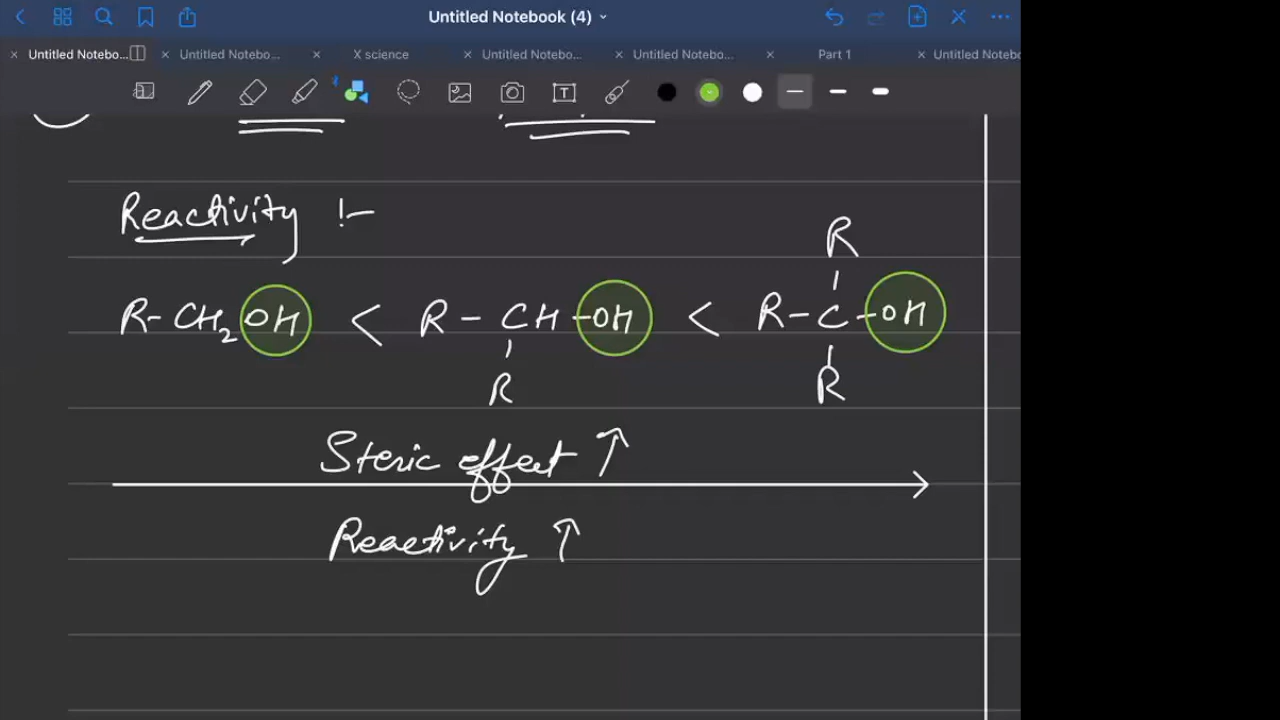 Untitled Notebook (4)
Untitled Notebo... Untitled Notebo... X science Untitled Notebo... Untitled Notebo... Part 1 Untitled Notebo
T
Reactivity :-
R
R - CH2OH < R - CH - OH < R - C - OH
R R
Steric effect ↑
Reactivity ↑